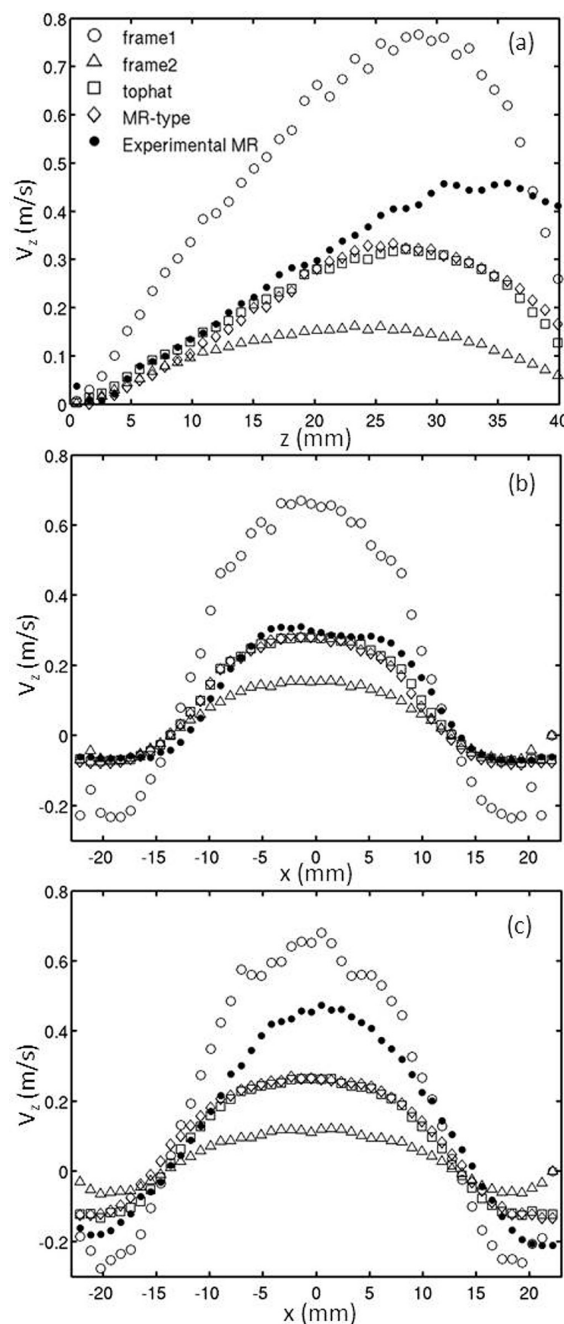 (a)
frame1
frame2
tophat
MR-type
Experimental MR
0.8
0.7
0.6
0.5
0.4
0.3
0.2
0.1
0
V_z (m/s)
0 5 10 15 20 25 30 35 40
z (mm)
(b)
0.8
0.6
0.4
0.2
0
-0.2
V_z (m/s)
-20 -15 -10 -5 0 5 10 15 20
x (mm)
(c)
0.8
0.6
0.4
0.2
0
-0.2
V_z (m/s)
-20 -15 -10 -5 0 5 10 15 20
x (mm)